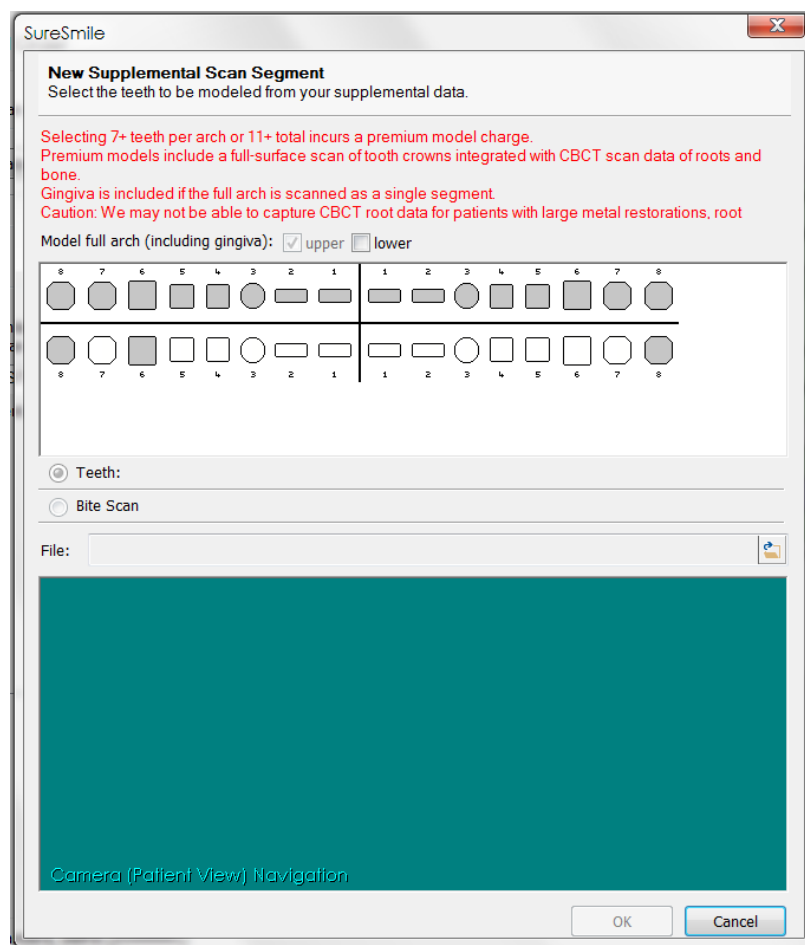 SureSmile
New Supplemental Scan Segment
Select the teeth to be modeled from your supplemental data.
Selecting 7+ teeth per arch or 11+ total incurs a premium model charge.
Premium models include a full-surface scan of tooth crowns integrated with CBCT scan data of roots and
bone.
Gingiva is included if the full arch is scanned as a single segment.
Caution: We may not be able to capture CBCT root data for patients with large metal restorations, root
Model full arch (including gingiva): upper lower
8 7 6 5 4 3 2 1 1 2 3 4 5 6 7 8
8 7 6 5 4 3 2 1 1 2 3 4 5 6 7 8
Teeth:
Bite Scan
File:
Camera (Patient View) Navigation
OK Cancel